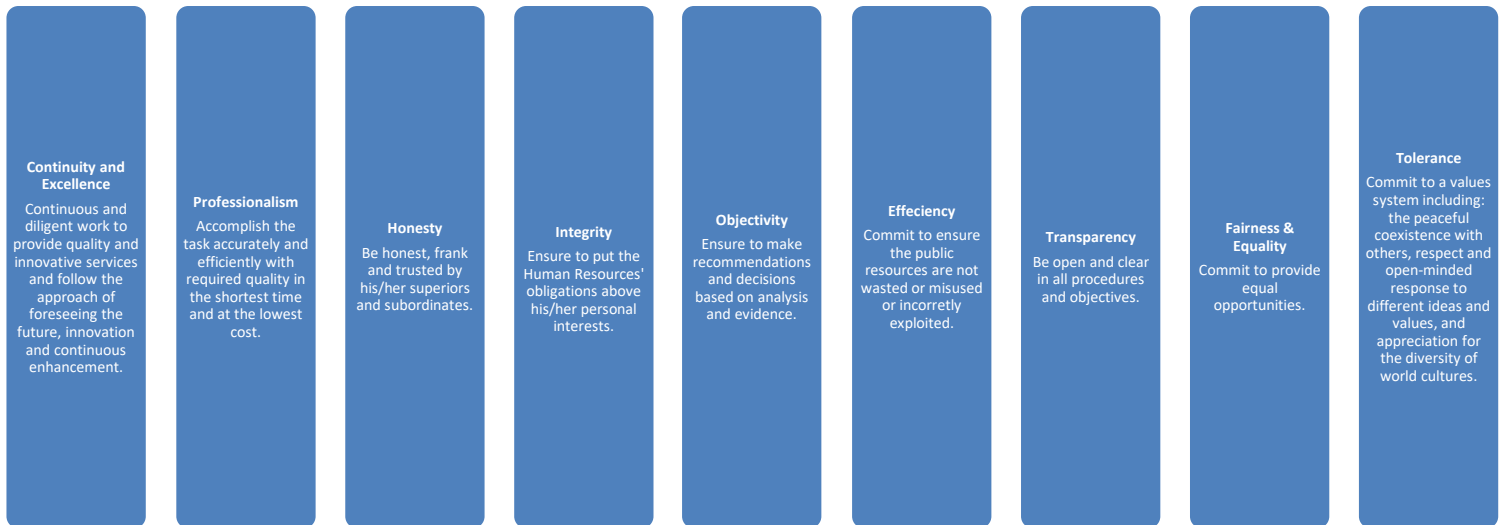 Continuity and
Excellence
Continuous and
diligent work to
provide quality and
innovative services
and follow the
approach of
foreseeing the
future, innovation
and continuous
enhancement.
Professionalism
Accomplish the
task accurately and
efficiently with
required quality in
the shortest time
and at the lowest
cost.
Honesty
Be honest, frank
and trusted by
his/her superiors
and subordinates.
Integrity
Ensure to put the
Human Resources'
obligations above
his/her personal
interests.
Objectivity
Ensure to make
recommendations
and decisions
based on analysis
and evidence.
Effeciency
Commit to ensure
the public
resources are not
wasted or misused
or incorretly
exploited.
Transparency
Be open and clear
in all procedures
and objectives.
Fairness &
Equality
Commit to provide
equal
opportunities.
Tolerance
Commit to a values
system including:
the peaceful
coexistence with
others, respect and
open-minded
response to
different ideas and
values, and
appreciation for
the diversity of
world cultures.